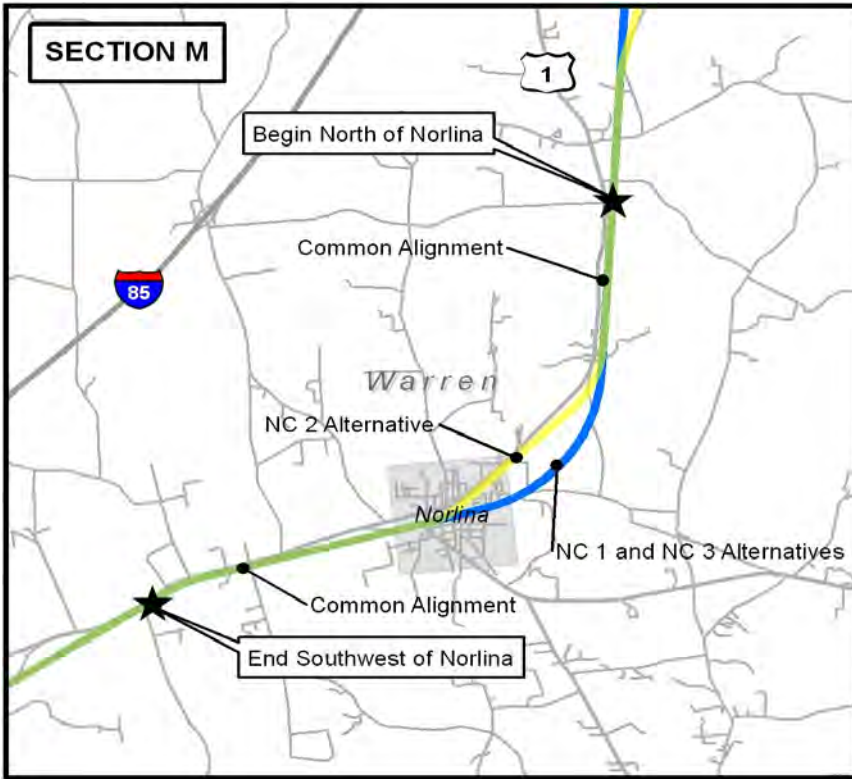 SECTION M
1
Begin North of Norlina
Common Alignment
85
Warren
NC 2 Alternative
Norlina
NC 1 and NC 3 Alternatives
Common Alignment
End Southwest of Norlina